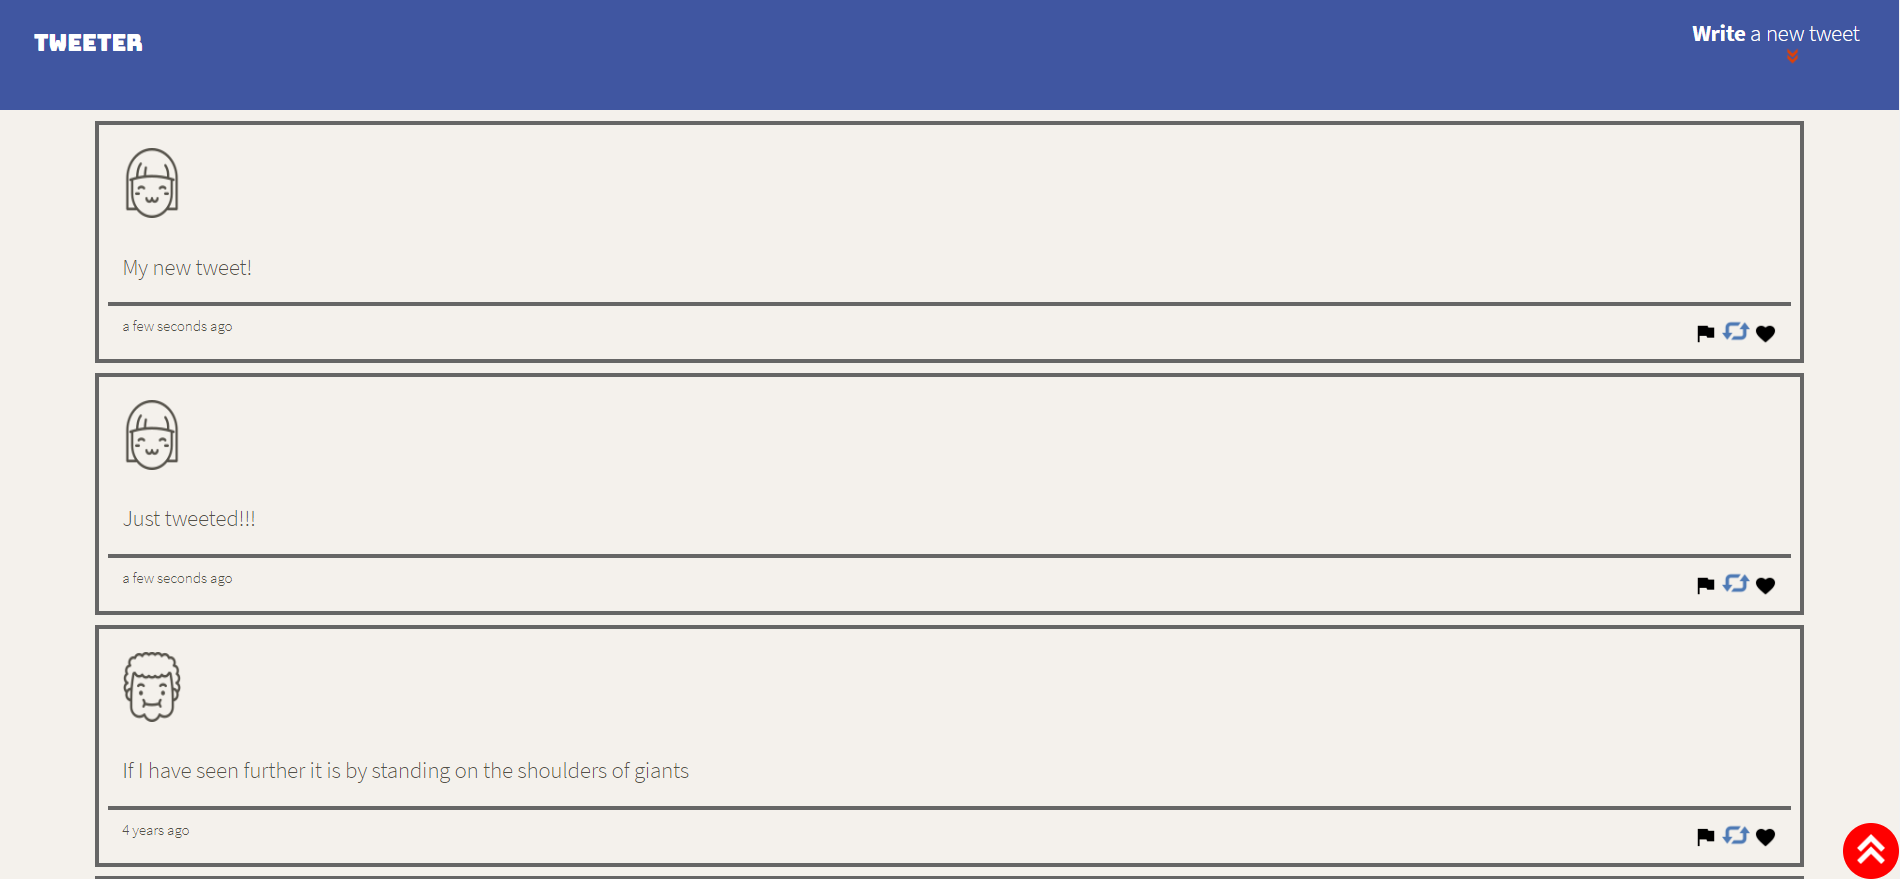 TWEETER
Write a new tweet
My new tweet!
a few seconds ago
Just tweeted!!!
a few seconds ago
If I have seen further it is by standing on the shoulders of giants
4 years ago